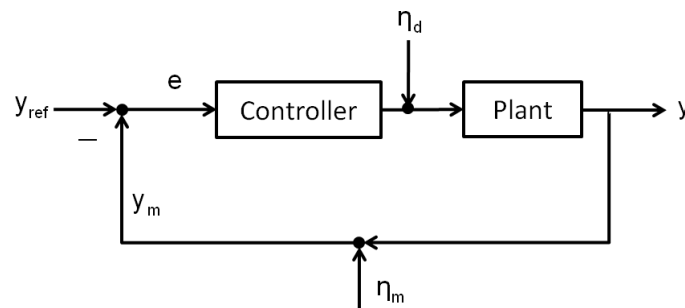 η_d
e
y_ref
Controller
Plant
y
−
y_m
η_m